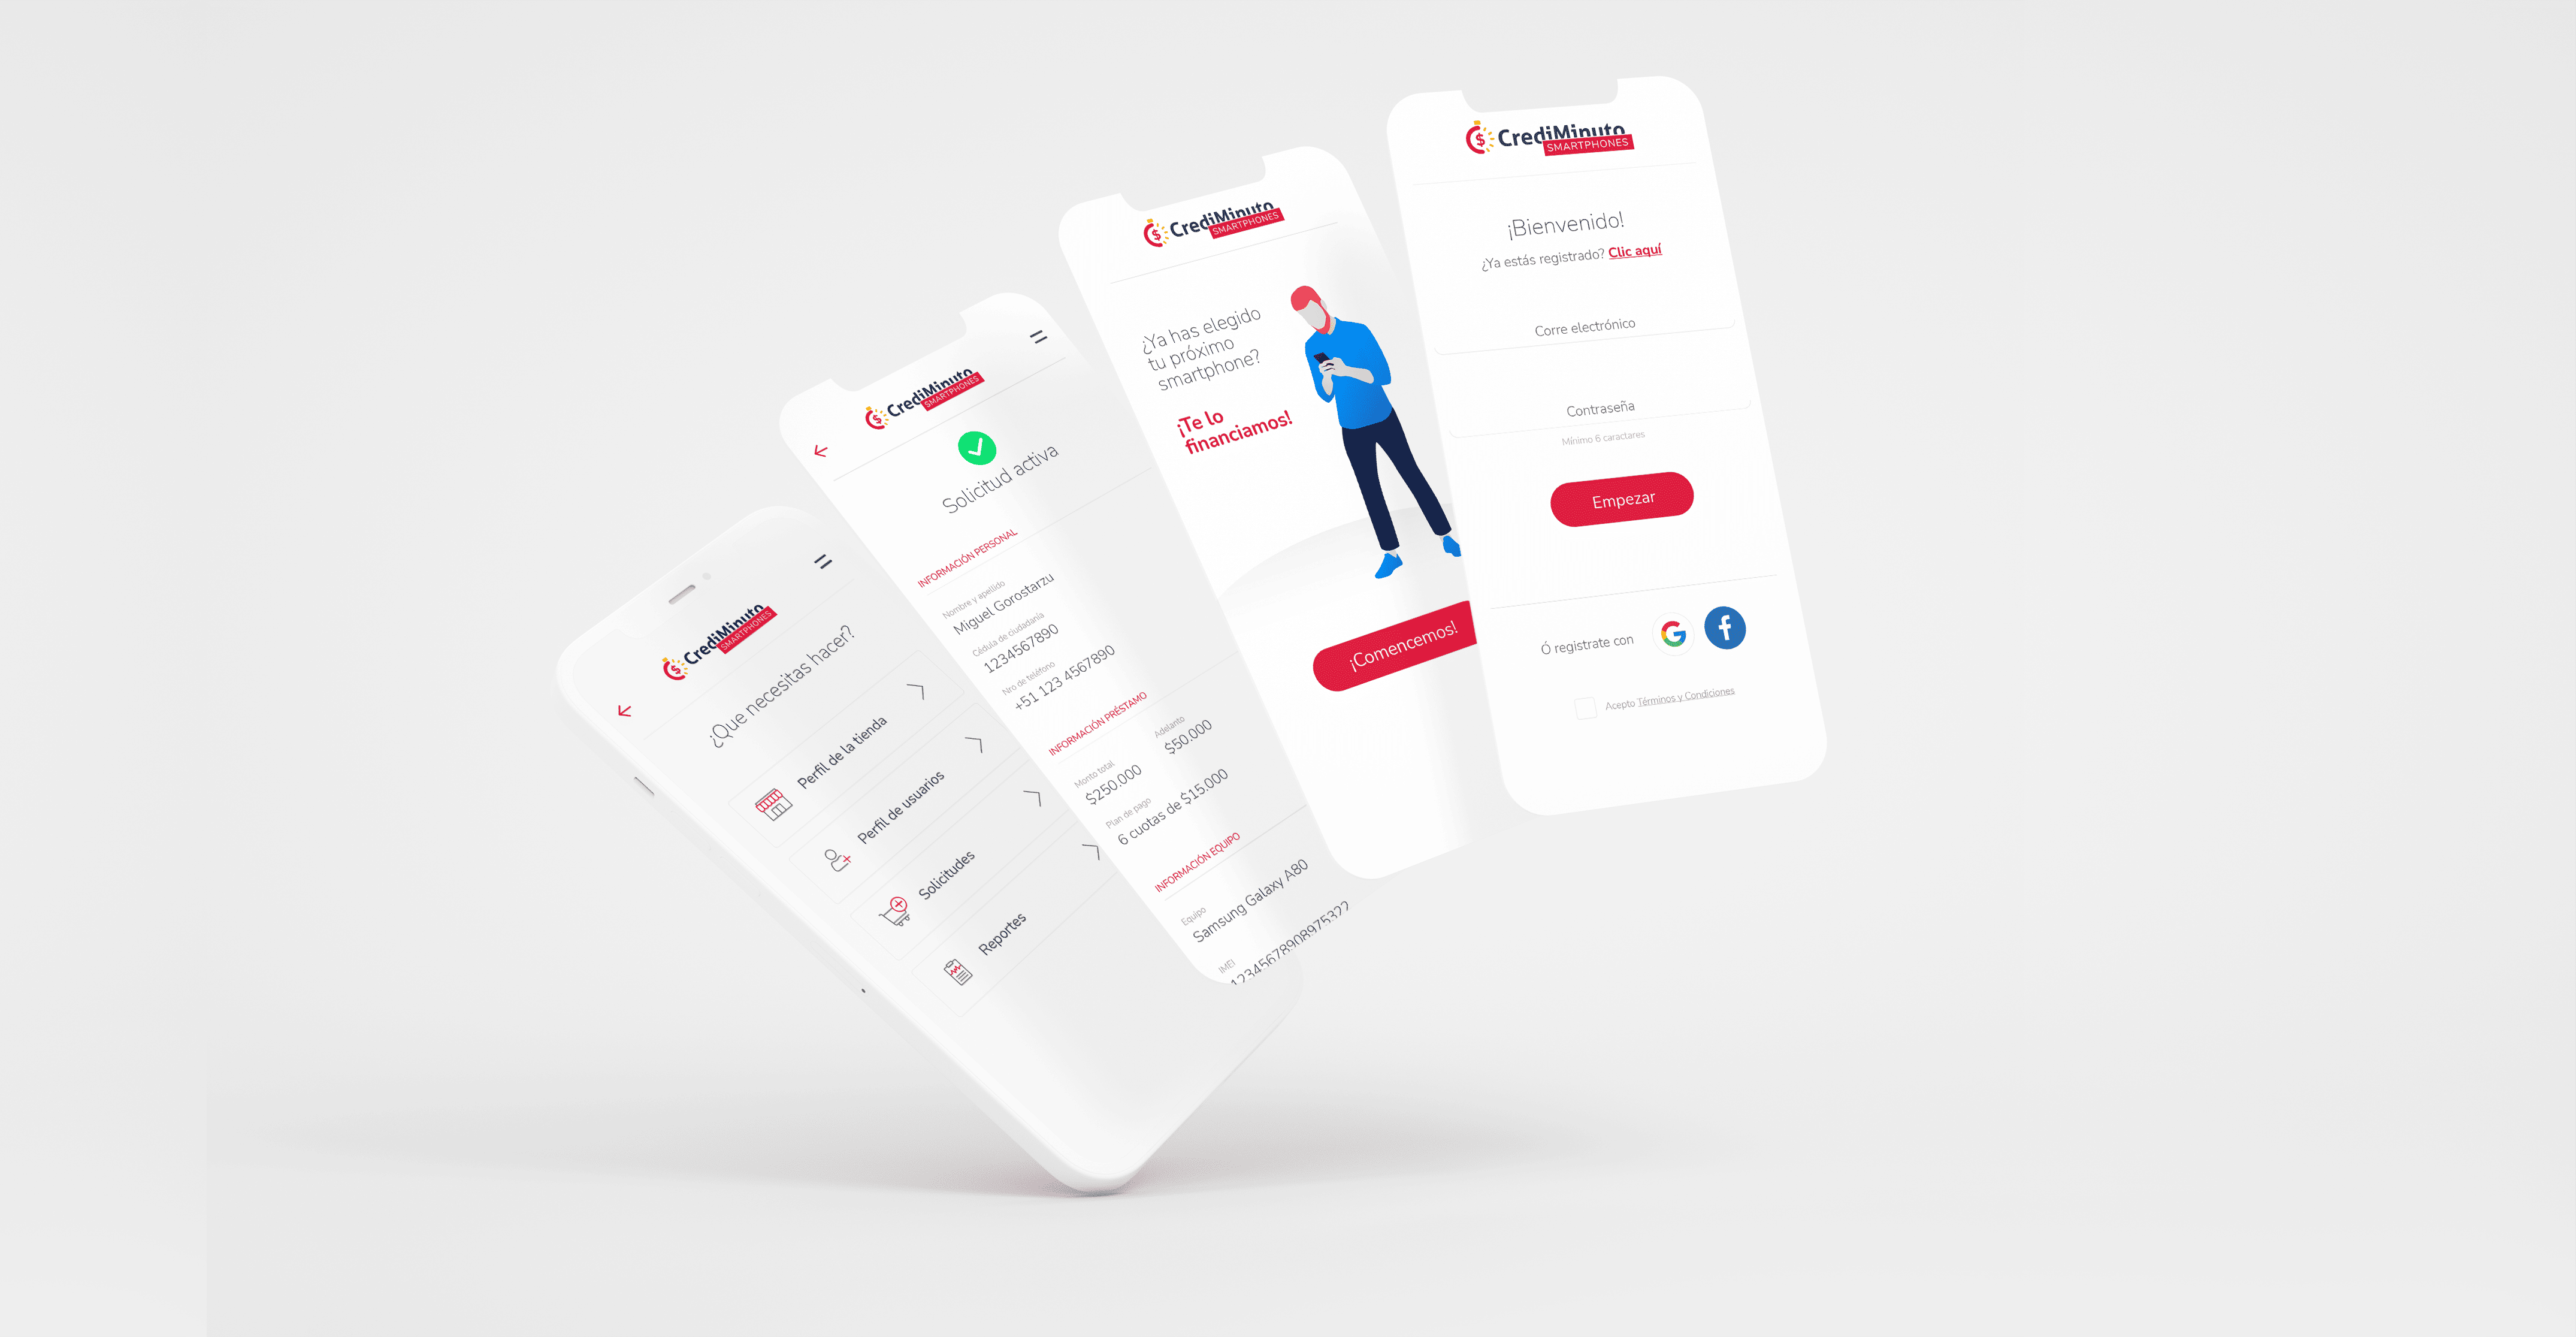 CrediMinuto
SMARTPHONES
¿Que necesitas hacer?
Perfil de la tienda
Perfil de usuarios
Solicitudes
Reportes
CrediMinuto
SMARTPHONES
Solicitud activa
INFORMACIÓN PERSONAL
Nombre y apellido
Miguel Gorostarzu
Cédula de ciudadanía
1234567890
Nro de teléfono
+51 123 4567890
INFORMACIÓN PRÉSTAMO
Monto total
Adelanto
$250.000
$50.000
Plan de pago
6 cuotas de $15.000
INFORMACIÓN EQUIPO
Equipo
Samsung Galaxy A80
IMEI
1234567890897532?
CrediMinuto
SMARTPHONES
¿Ya has elegido
tu próximo
smartphone?
¡Te lo
financiamos!
¡Comencemos!
CrediMinuto
SMARTPHONES
¡Bienvenido!
¿Ya estás registrado? Clic aquí
Corre electrónico
Contraseña
Mínimo 6 caractares
Empezar
Ó registrate con
Acepto Términos y Condiciones